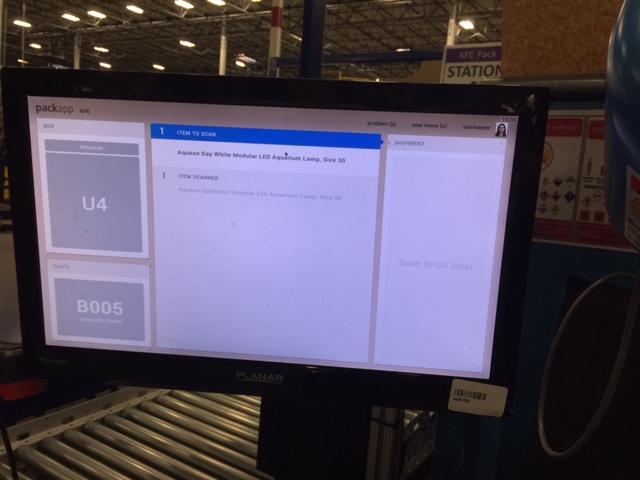 AFE Pack
STATION
packapp AFE
problem (p)
user menu (u)
BOX
Amazon
U4
1 ITEM TO SCAN
Aqueon Day White Modular LED Aquarium Lamp, Size 30
1 ITEM SCANNED
Aqueon Colormax Modular LED Aquarium Lamp, Size 30
SHIPMENT
Scan SP00 label
CHUTE
B005
PLANAR